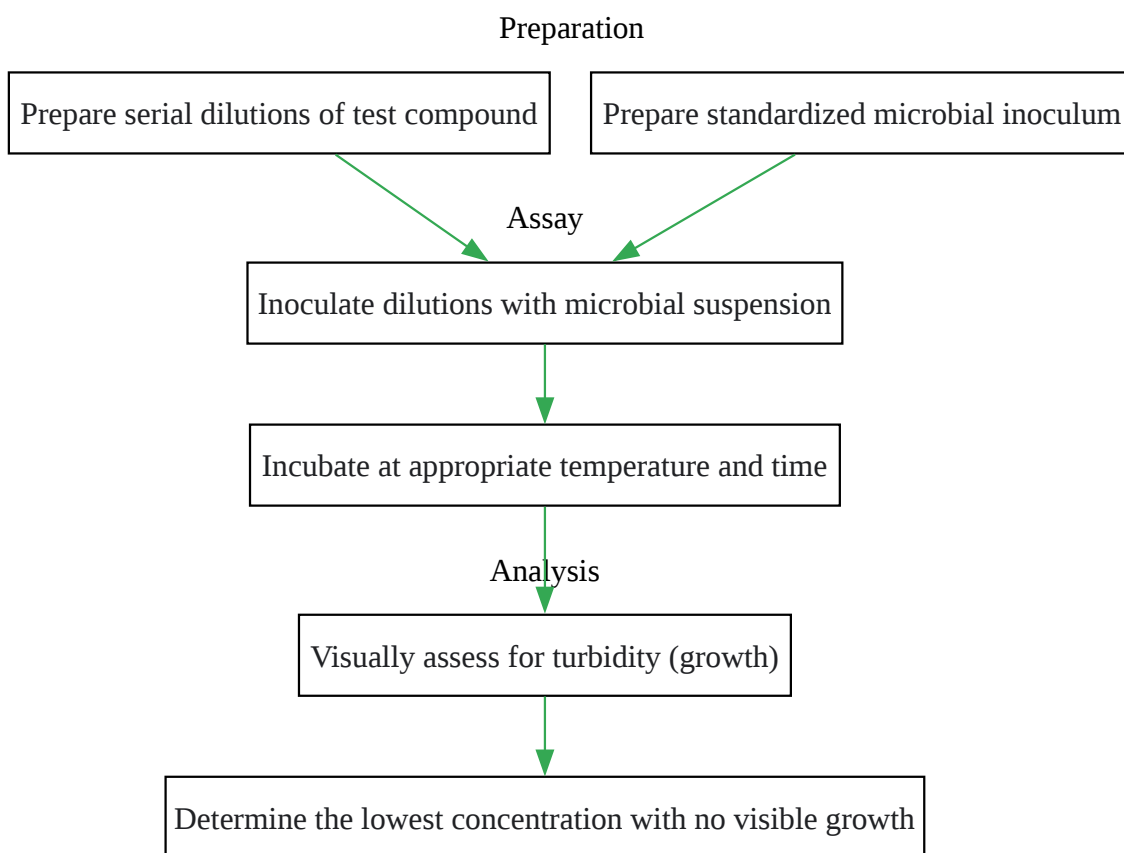 Preparation
Prepare serial dilutions of test compound
Prepare standardized microbial inoculum
Assay
Inoculate dilutions with microbial suspension
Incubate at appropriate temperature and time
Analysis
Visually assess for turbidity (growth)
Determine the lowest concentration with no visible growth